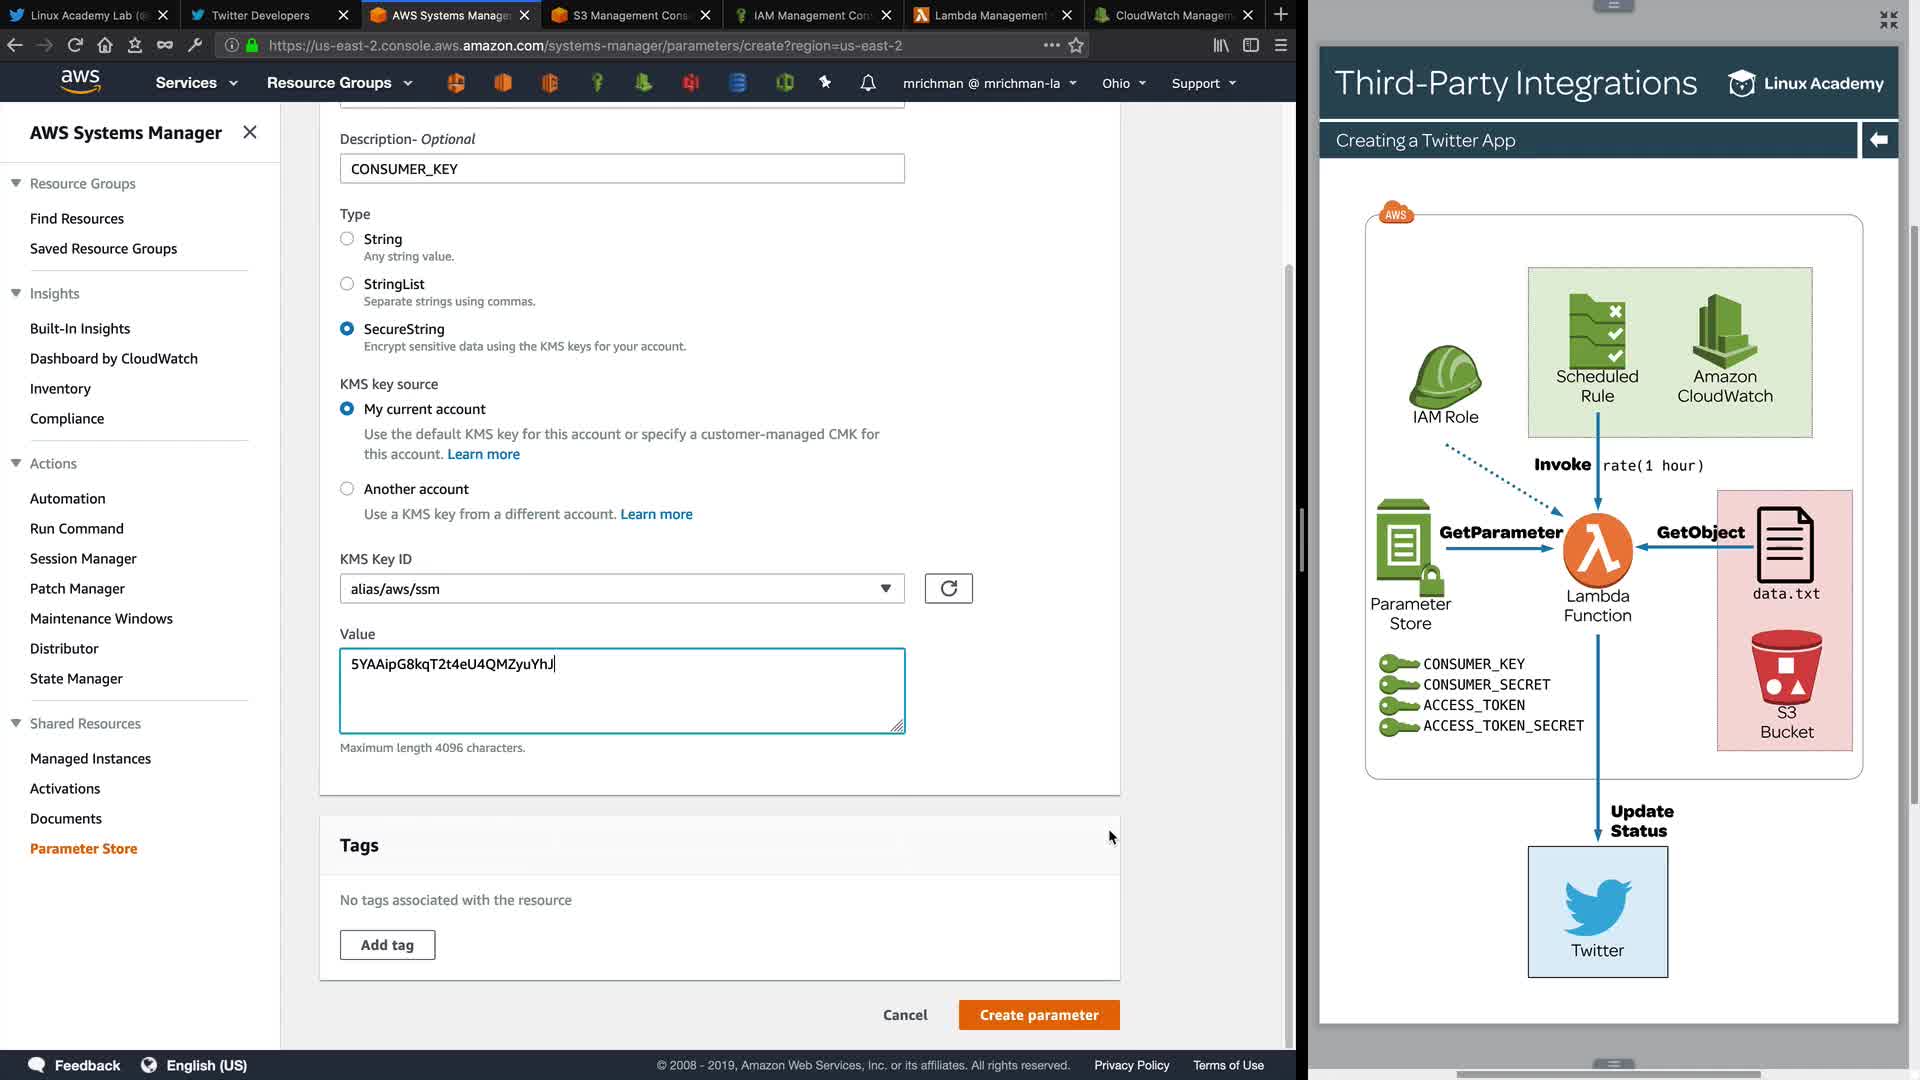 Linux Academy Lab (@
Twitter Developers
AWS Systems Manage
S3 Management Cons
IAM Management Con
Lambda Management
CloudWatch Managem
https://us-east-2.console.aws.amazon.com/systems-manager/parameters/create?region=us-east-2
aws
Services
Resource Groups
mrichman @ mrichman-la
Ohio
Support
AWS Systems Manager
Resource Groups
Find Resources
Saved Resource Groups
Insights
Built-In Insights
Dashboard by CloudWatch
Inventory
Compliance
Actions
Automation
Run Command
Session Manager
Patch Manager
Maintenance Windows
Distributor
State Manager
Shared Resources
Managed Instances
Activations
Documents
Parameter Store
Description- Optional
CONSUMER_KEY
Type
String
Any string value.
StringList
Separate strings using commas.
SecureString
Encrypt sensitive data using the KMS keys for your account.
KMS key source
My current account
Use the default KMS key for this account or specify a customer-managed CMK for
this account. Learn more
Another account
Use a KMS key from a different account. Learn more
KMS Key ID
alias/aws/ssm
Value
5YAAipG8kqT2t4eU4QMZyuYhJ
Maximum length 4096 characters.
Tags
No tags associated with the resource
Add tag
Cancel
Create parameter
Feedback
English (US)
© 2008 - 2019, Amazon Web Services, Inc. or its affiliates. All rights reserved.
Privacy Policy
Terms of Use
Third-Party Integrations
Linux Academy
Creating a Twitter App
AWS
Scheduled
Rule
Amazon
CloudWatch
IAM Role
Invoke
rate(1 hour)
GetParameter
GetObject
Parameter
Store
Lambda
Function
data.txt
CONSUMER_KEY
CONSUMER_SECRET
ACCESS_TOKEN
ACCESS_TOKEN_SECRET
S3
Bucket
Update
Status
Twitter